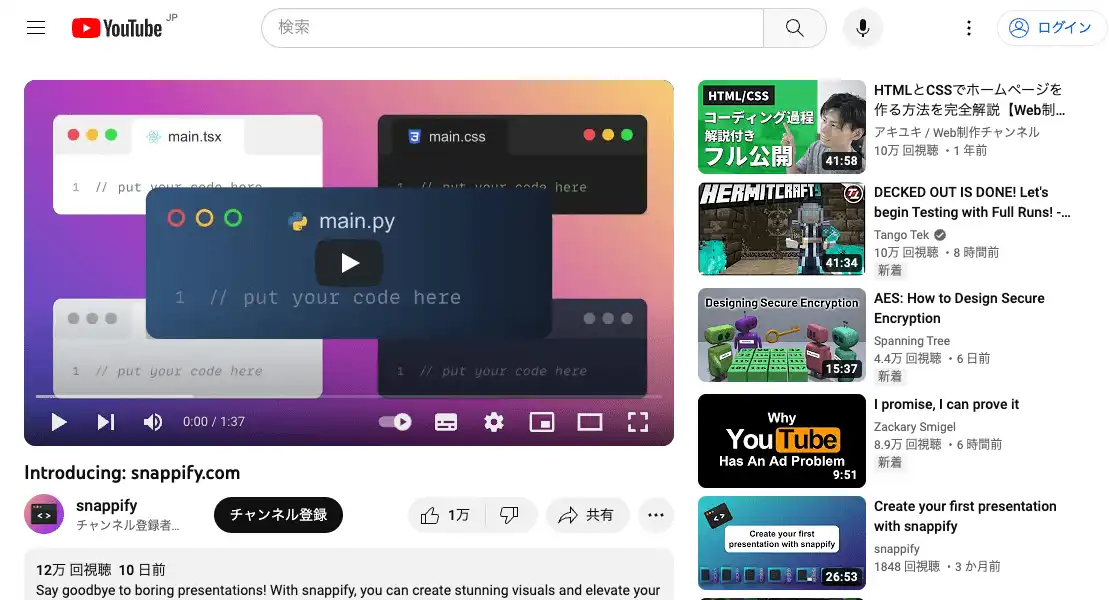 YouTube JP
検索
ログイン
main.tsx
1 // put your code here
main.css
1 // put your code here
main.py
1 // put your code here
1 // put your code here
1 // put your code here
0:00 / 1:37
Introducing: snappify.com
snappify
チャンネル登録者...
チャンネル登録
1万
共有
12万 回視聴 10 日前
Say goodbye to boring presentations! With snappify, you can create stunning visuals and elevate your
HTML/CSS
コーディング過程
解説付き
フル公開
41:58
HTMLとCSSでホームページを
作る方法を完全解説【Web制...
アキユキ / Web制作チャンネル
10万 回視聴 ・1 年前
HERMITCRAFT
41:34
DECKED OUT IS DONE! Let's
begin Testing with Full Runs! -...
Tango Tek
10万 回視聴 ・8 時間前
新着
Designing Secure Encryption
15:37
AES: How to Design Secure
Encryption
Spanning Tree
4.4万 回視聴 ・6 日前
新着
Why
YouTube
Has An Ad Problem
9:51
I promise, I can prove it
Zackary Smigel
8.9万 回視聴 ・6 時間前
新着
Create your first
presentation with snappify
26:53
Create your first presentation
with snappify
snappify
1848 回視聴 ・3 か月前